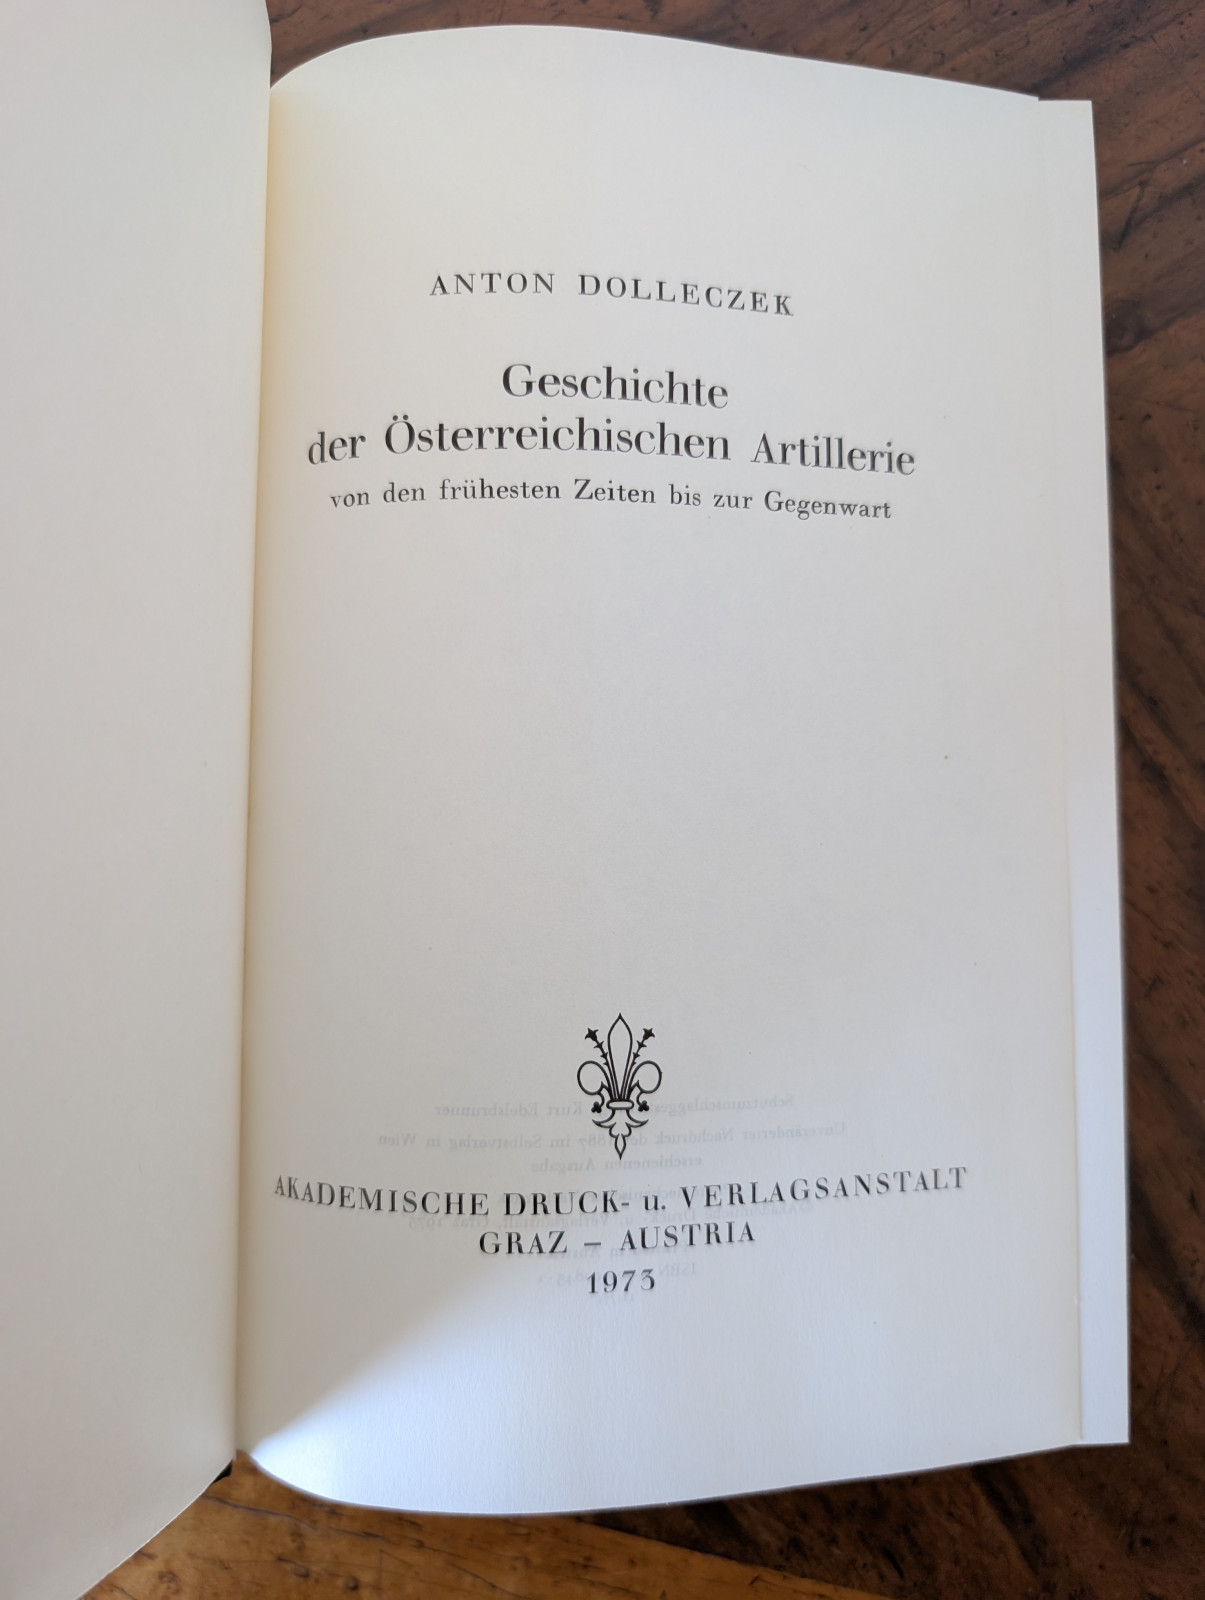 ANTON DOLLECZEK
Geschichte
der Österreichischen Artillerie
von den frühesten Zeiten bis zur Gegenwart
AKADEMISCHE DRUCK- u. VERLAGSANSTALT
GRAZ – AUSTRIA
1973